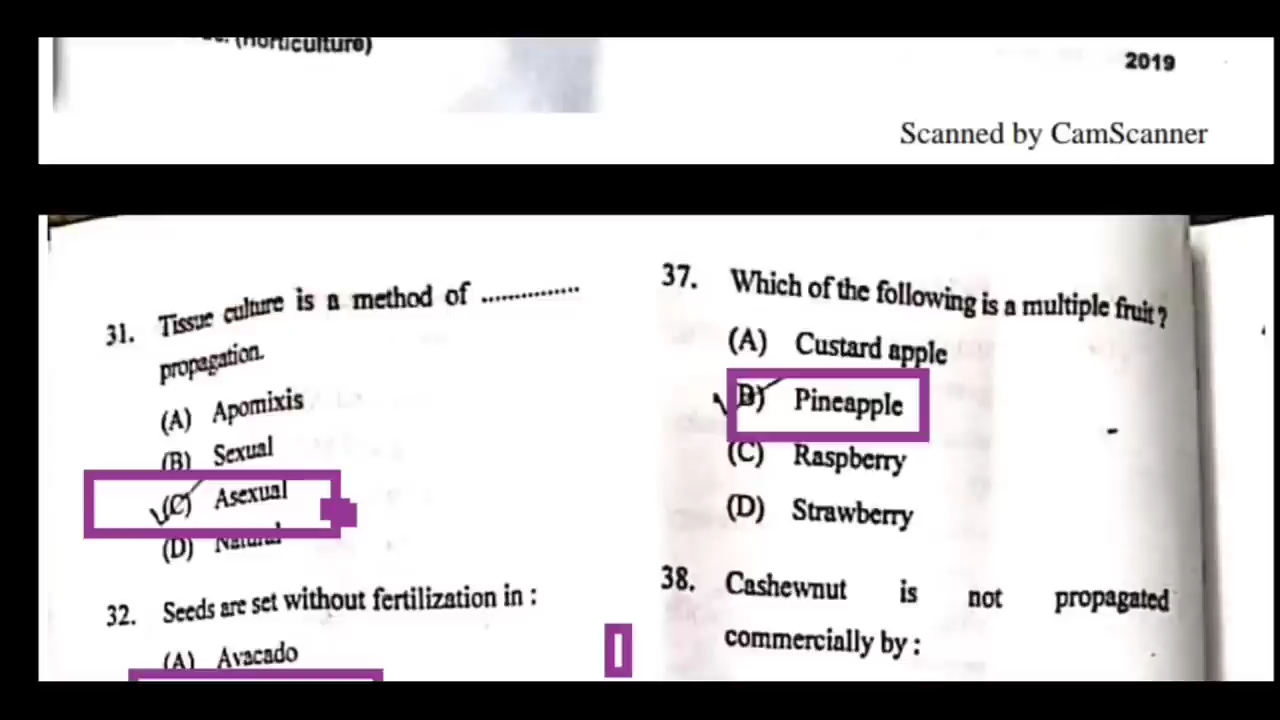 (Horticulture)
2019
Scanned by CamScanner
31. Tissue culture is a method of ...............
propagation.
(A) Apomixis
(B) Sexual
(C) Asexual
(D) Natural
32. Seeds are set without fertilization in :
(A) Avacado
37. Which of the following is a multiple fruit ?
(A) Custard apple
(B) Pineapple
(C) Raspberry
(D) Strawberry
38. Cashewnut is not propagated
commercially by :